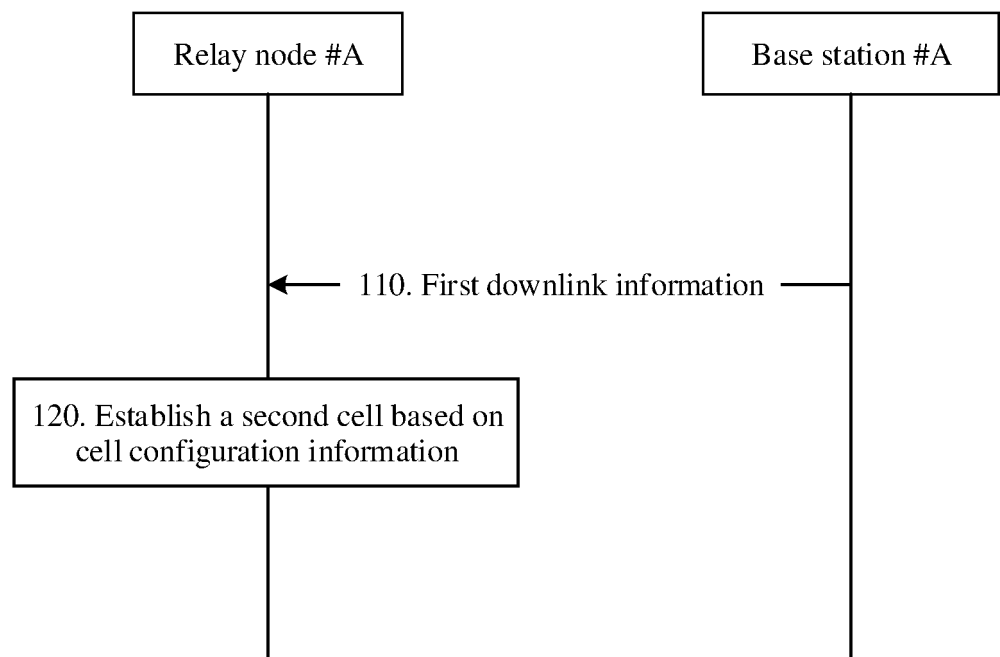 Relay node #A
Base station #A
110. First downlink information
120. Establish a second cell based on
cell configuration information